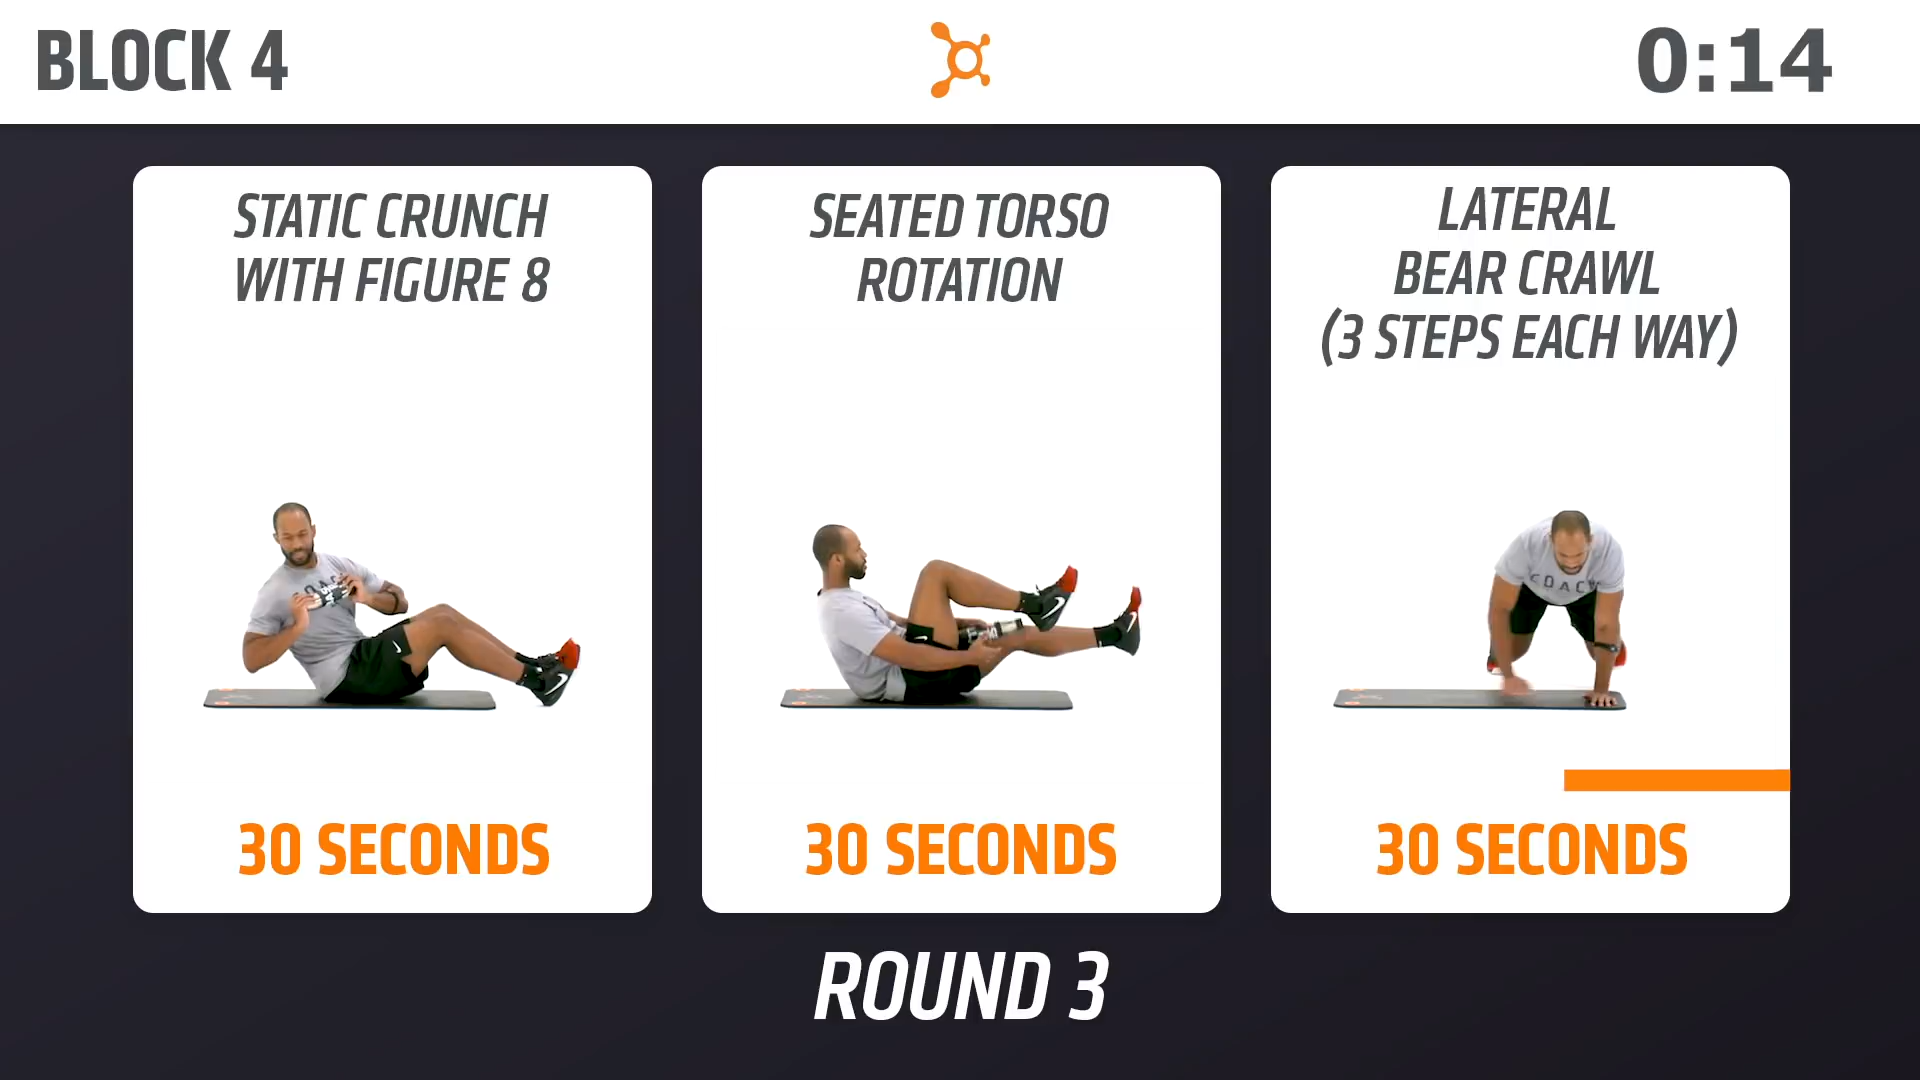 BLOCK 4
0:14
STATIC CRUNCH
WITH FIGURE 8
30 SECONDS
SEATED TORSO
ROTATION
30 SECONDS
LATERAL
BEAR CRAWL
(3 STEPS EACH WAY)
COACH
30 SECONDS
ROUND 3